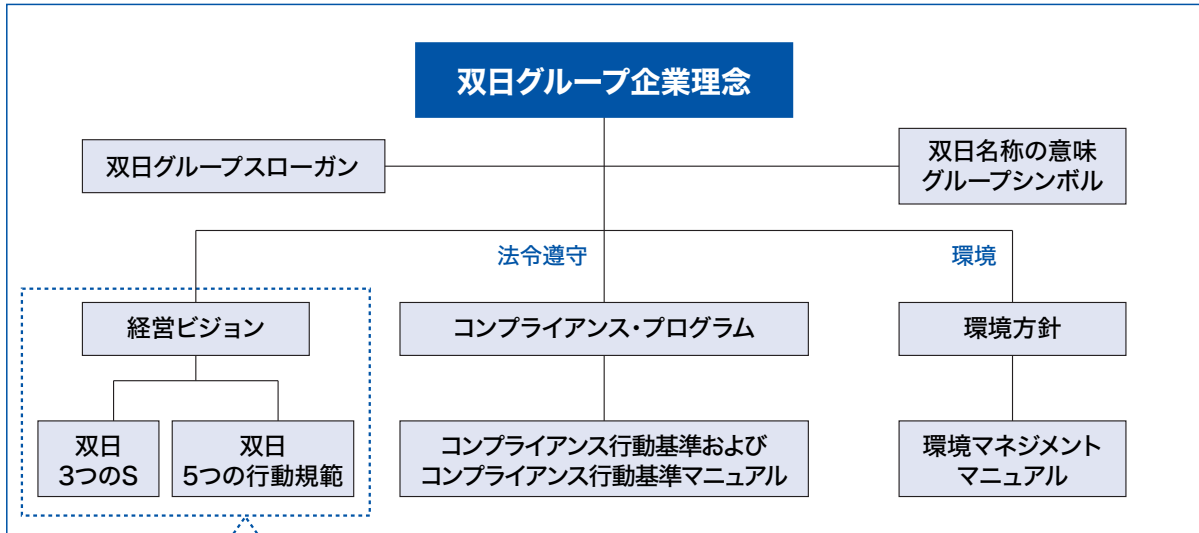 双日グループ企業理念
双日グループスローガン
双日名称の意味
グループシンボル
法令遵守
環境
経営ビジョン
コンプライアンス・プログラム
環境方針
双日
3つのS
双日
5つの行動規範
コンプライアンス行動基準および
コンプライアンス行動基準マニュアル
環境マネジメント
マニュアル